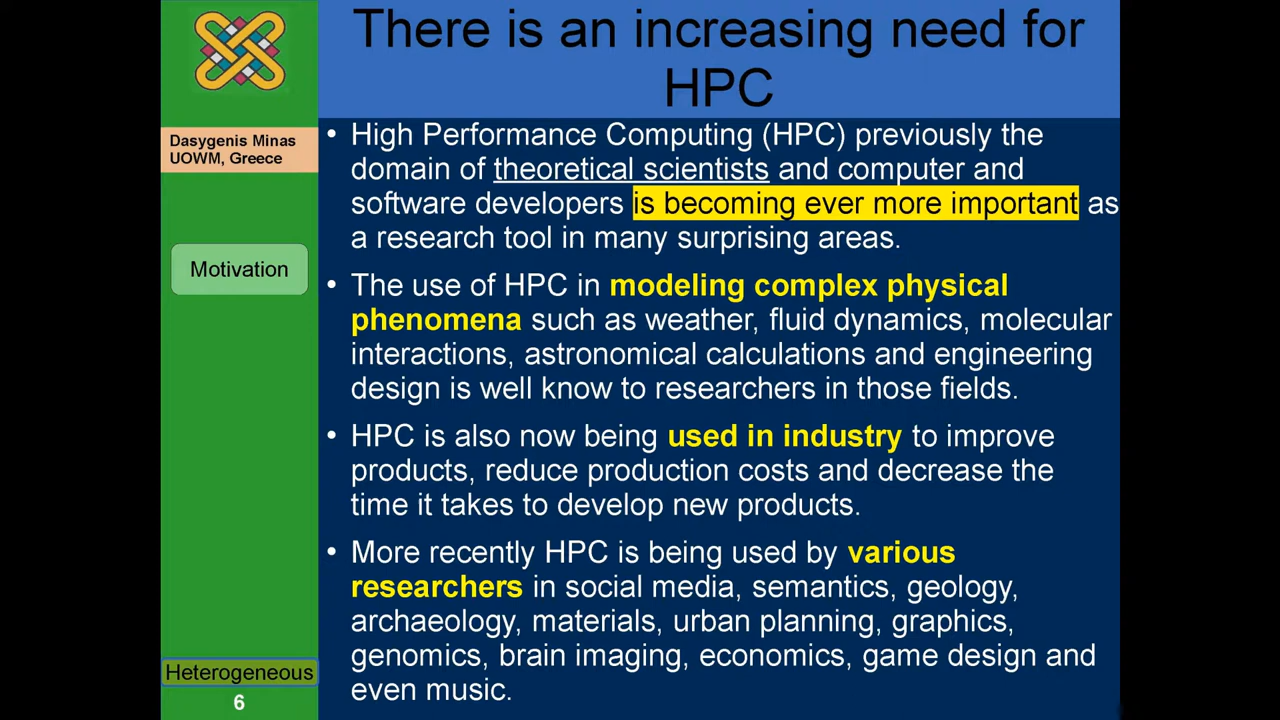 There is an increasing need for
HPC
Dasygenis Minas
UOWM, Greece
Motivation
• High Performance Computing (HPC) previously the
domain of theoretical scientists and computer and
software developers is becoming ever more important as
a research tool in many surprising areas.
• The use of HPC in modeling complex physical
phenomena such as weather, fluid dynamics, molecular
interactions, astronomical calculations and engineering
design is well know to researchers in those fields.
• HPC is also now being used in industry to improve
products, reduce production costs and decrease the
time it takes to develop new products.
• More recently HPC is being used by various
researchers in social media, semantics, geology,
archaeology, materials, urban planning, graphics,
genomics, brain imaging, economics, game design and
even music.
Heterogeneous
6